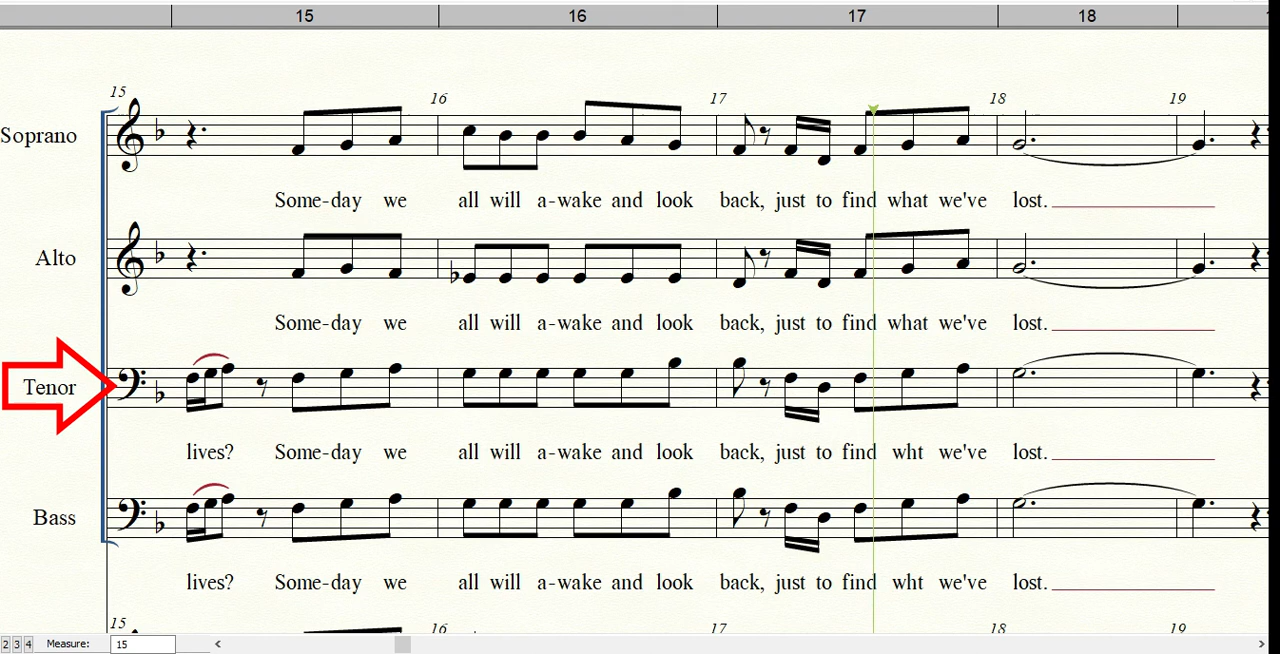 15 16 17 18
15 16 17 18 19
Soprano
Some-day we all will a-wake and look back, just to find what we've lost.
Alto
Some-day we all will a-wake and look back, just to find what we've lost.
Tenor
lives? Some-day we all will a-wake and look back, just to find wht we've lost.
Bass
lives? Some-day we all will a-wake and look back, just to find wht we've lost.
15 16 17 18 19
2 3 4 Measure: 15